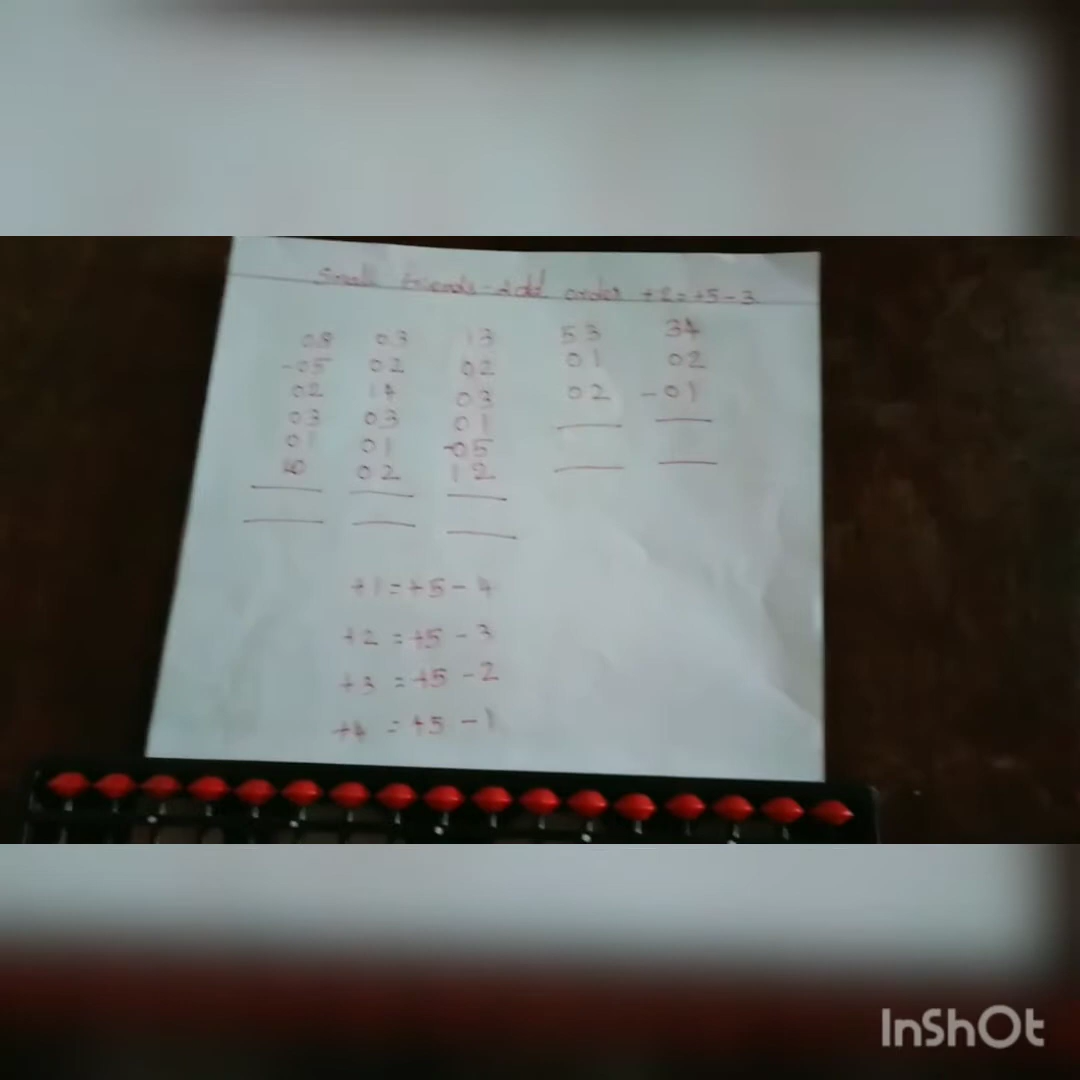 Small friends - Add order +2=+5-3
08 03 13 53 34
-05 02 02 01 02
02 14 03 02 -01
03 03 01
01 01 -05
10 02 12
+1=+5-4
+2=+5-3
+3=+5-2
+4=+5-1
InShOt